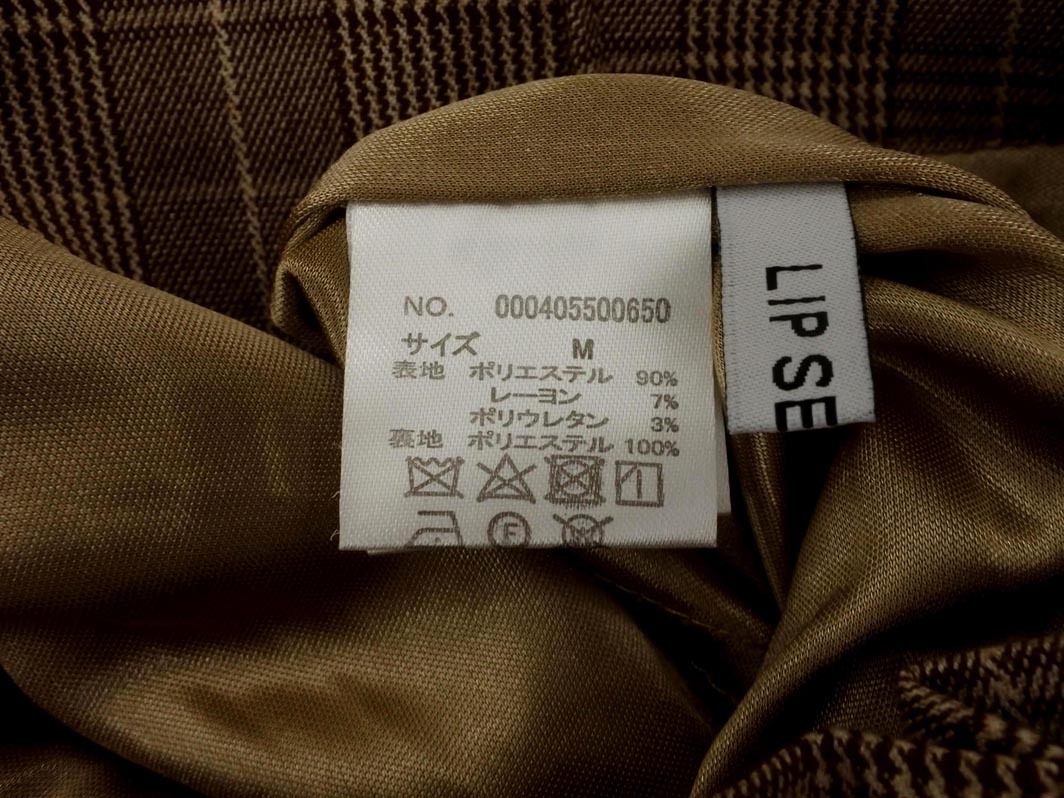 NO. 000405500650
サイズ M
表地 ポリエステル 90%
レーヨン 7%
ポリウレタン 3%
裏地 ポリエステル 100%
F
LIP SE